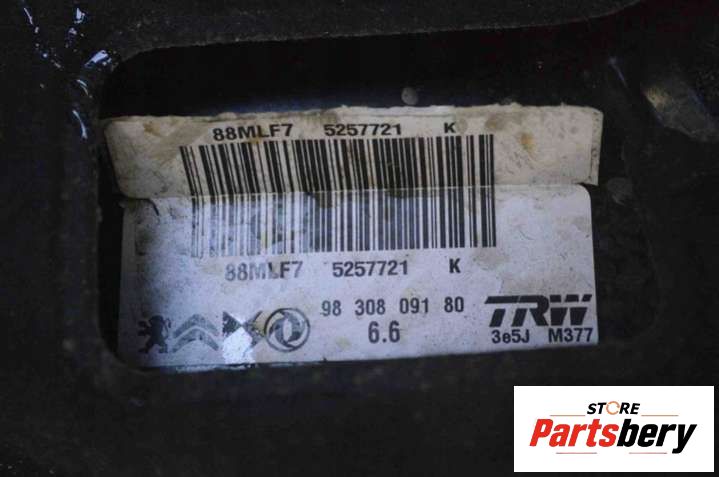 88MLF7 5257721 K
88MLF7 5257721 K
98 308 091 80
6.6
TRW
3e5J M377
STORE
Partsbery